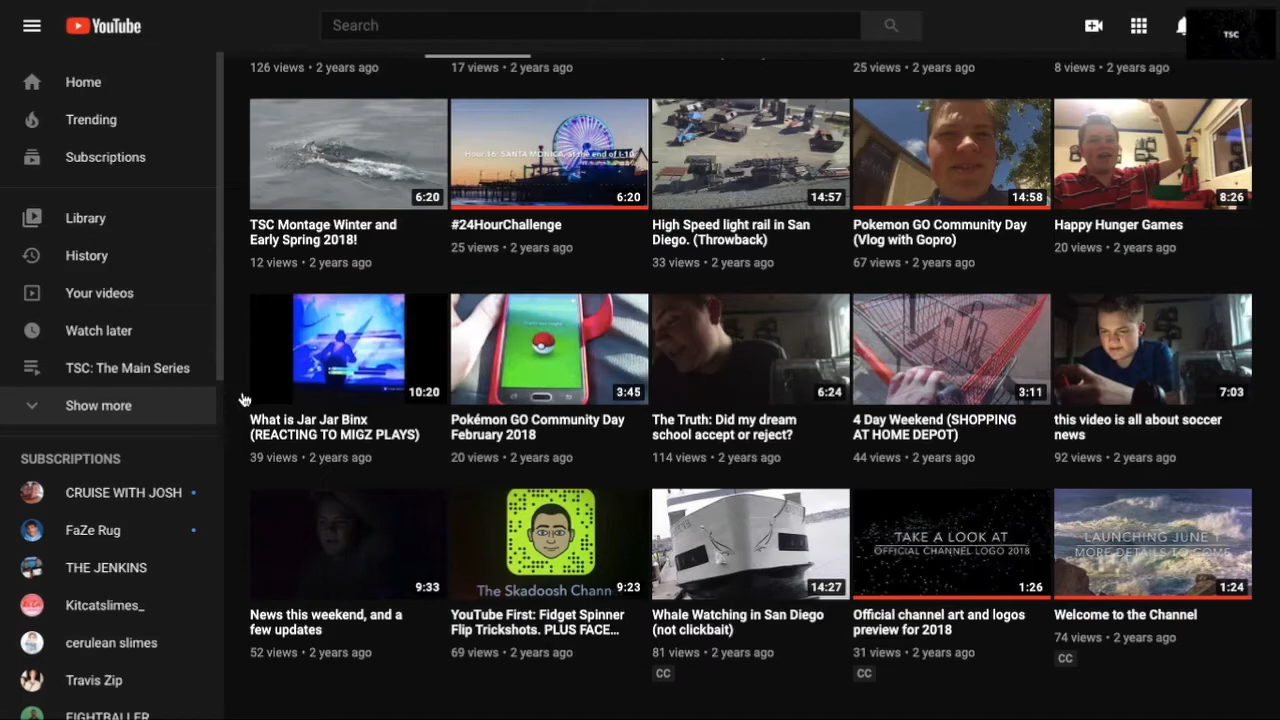 YouTube
Search
TSC
Home
Trending
Subscriptions
Library
History
Your videos
Watch later
TSC: The Main Series
Show more
SUBSCRIPTIONS
CRUISE WITH JOSH
FaZe Rug
THE JENKINS
Kitcatslimes_
cerulean slimes
Travis Zip
FIGHTBALLER
126 views • 2 years ago
17 views • 2 years ago
25 views • 2 years ago
8 views • 2 years ago
6:20
Hour 16: SANTA MONICA, at the end of I-10
6:20
14:57
14:58
8:26
TSC Montage Winter and
Early Spring 2018!
12 views • 2 years ago
#24HourChallenge
25 views • 2 years ago
High Speed light rail in San
Diego. (Throwback)
33 views • 2 years ago
Pokemon GO Community Day
(Vlog with Gopro)
67 views • 2 years ago
Happy Hunger Games
20 views • 2 years ago
10:20
3:45
6:24
3:11
7:03
What is Jar Jar Binx
(REACTING TO MIGZ PLAYS)
39 views • 2 years ago
Pokémon GO Community Day
February 2018
20 views • 2 years ago
The Truth: Did my dream
school accept or reject?
114 views • 2 years ago
4 Day Weekend (SHOPPING
AT HOME DEPOT)
44 views • 2 years ago
this video is all about soccer
news
92 views • 2 years ago
9:33
The Skadoosh Chann
9:23
14:27
TAKE A LOOK AT
OFFICIAL CHANNEL LOGO 2018
1:26
LAUNCHING JUNE 1
MORE DETAILS TO COME
1:24
News this weekend, and a
few updates
52 views • 2 years ago
YouTube First: Fidget Spinner
Flip Trickshots. PLUS FACE...
69 views • 2 years ago
Whale Watching in San Diego
(not clickbait)
81 views • 2 years ago
CC
Official channel art and logos
preview for 2018
31 views • 2 years ago
CC
Welcome to the Channel
74 views • 2 years ago
CC